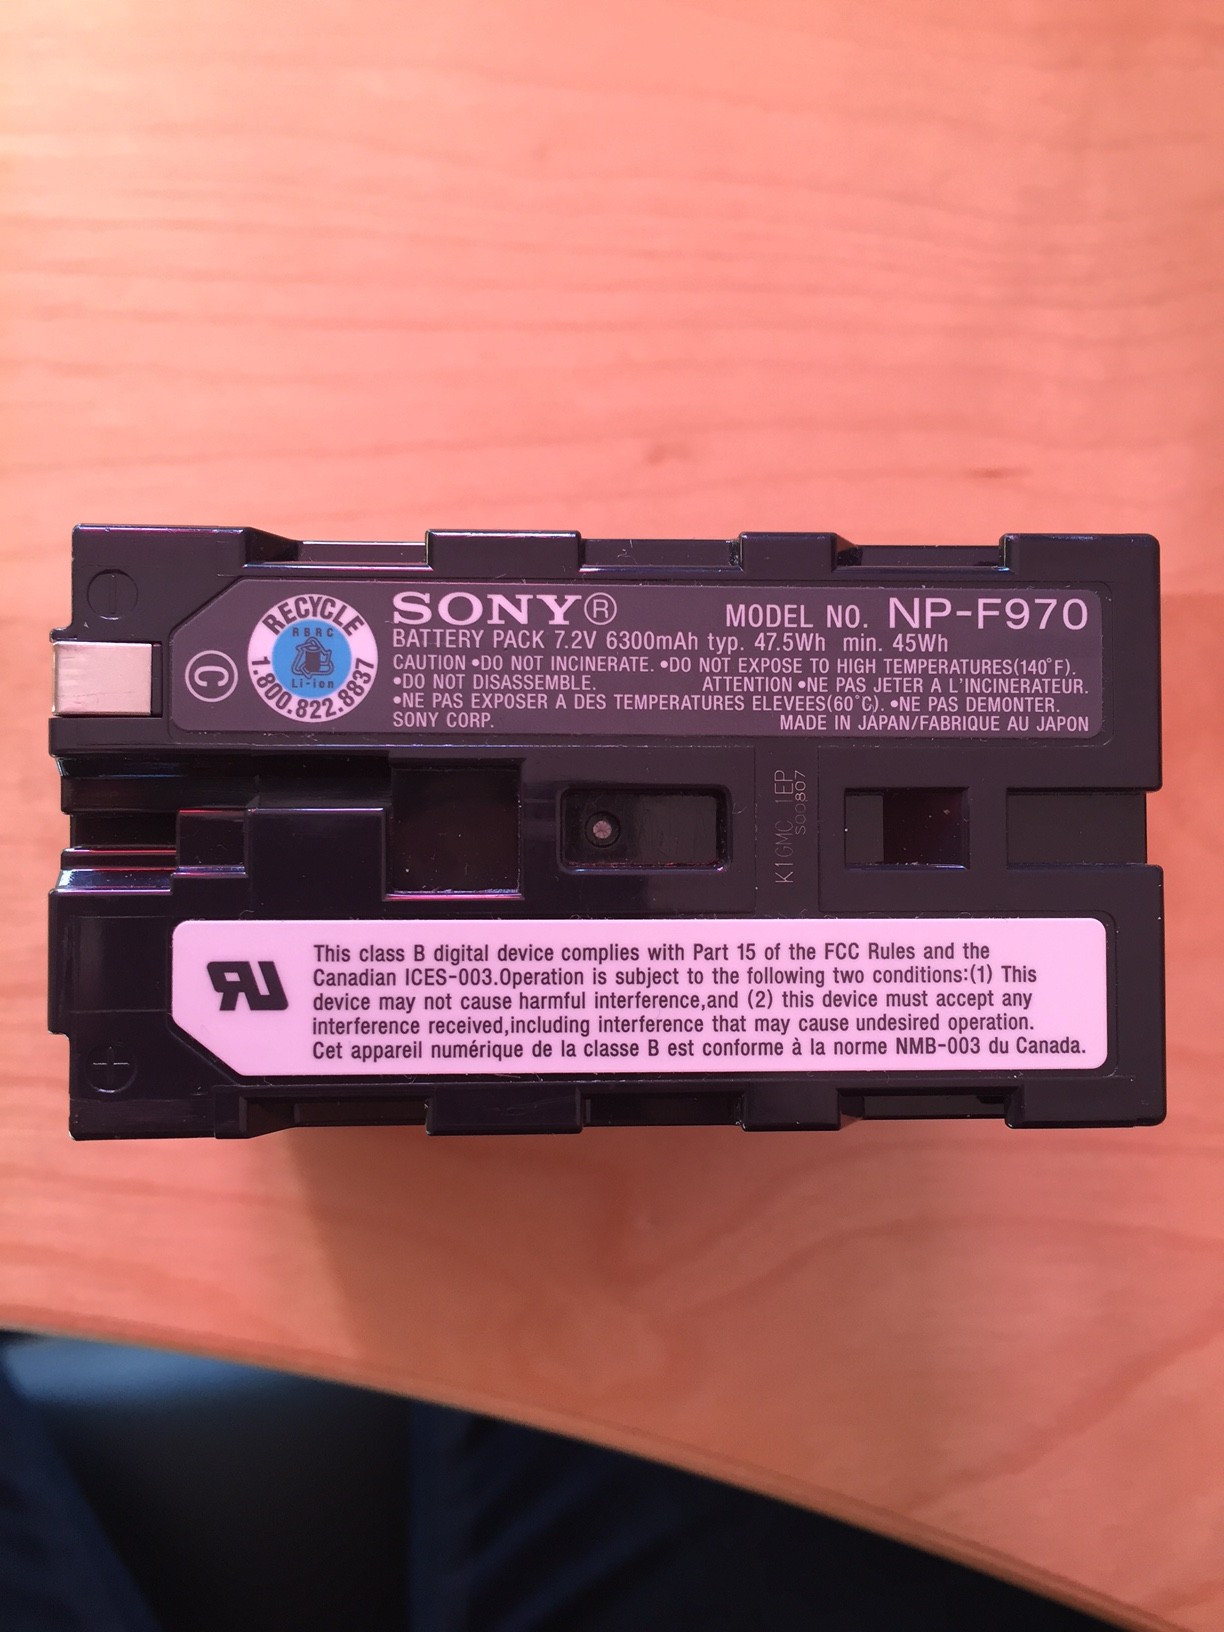 SONY®
MODEL NO. NP-F970
BATTERY PACK 7.2V 6300mAh typ. 47.5Wh min. 45Wh
CAUTION •DO NOT INCINERATE. •DO NOT EXPOSE TO HIGH TEMPERATURES(140°F).
•DO NOT DISASSEMBLE. ATTENTION •NE PAS JETER A L'INCINERATEUR.
•NE PAS EXPOSER A DES TEMPERATURES ELEVEES(60°C). •NE PAS DEMONTER.
SONY CORP. MADE IN JAPAN/FABRIQUE AU JAPON
C
RECYCLE
RBRC
Li-ion
1.800.822.8837
K1GMC 1EP
S00807
This class B digital device complies with Part 15 of the FCC Rules and the
Canadian ICES-003.Operation is subject to the following two conditions:(1) This
device may not cause harmful interference,and (2) this device must accept any
interference received,including interference that may cause undesired operation.
Cet appareil numérique de la classe B est conforme à la norme NMB-003 du Canada.